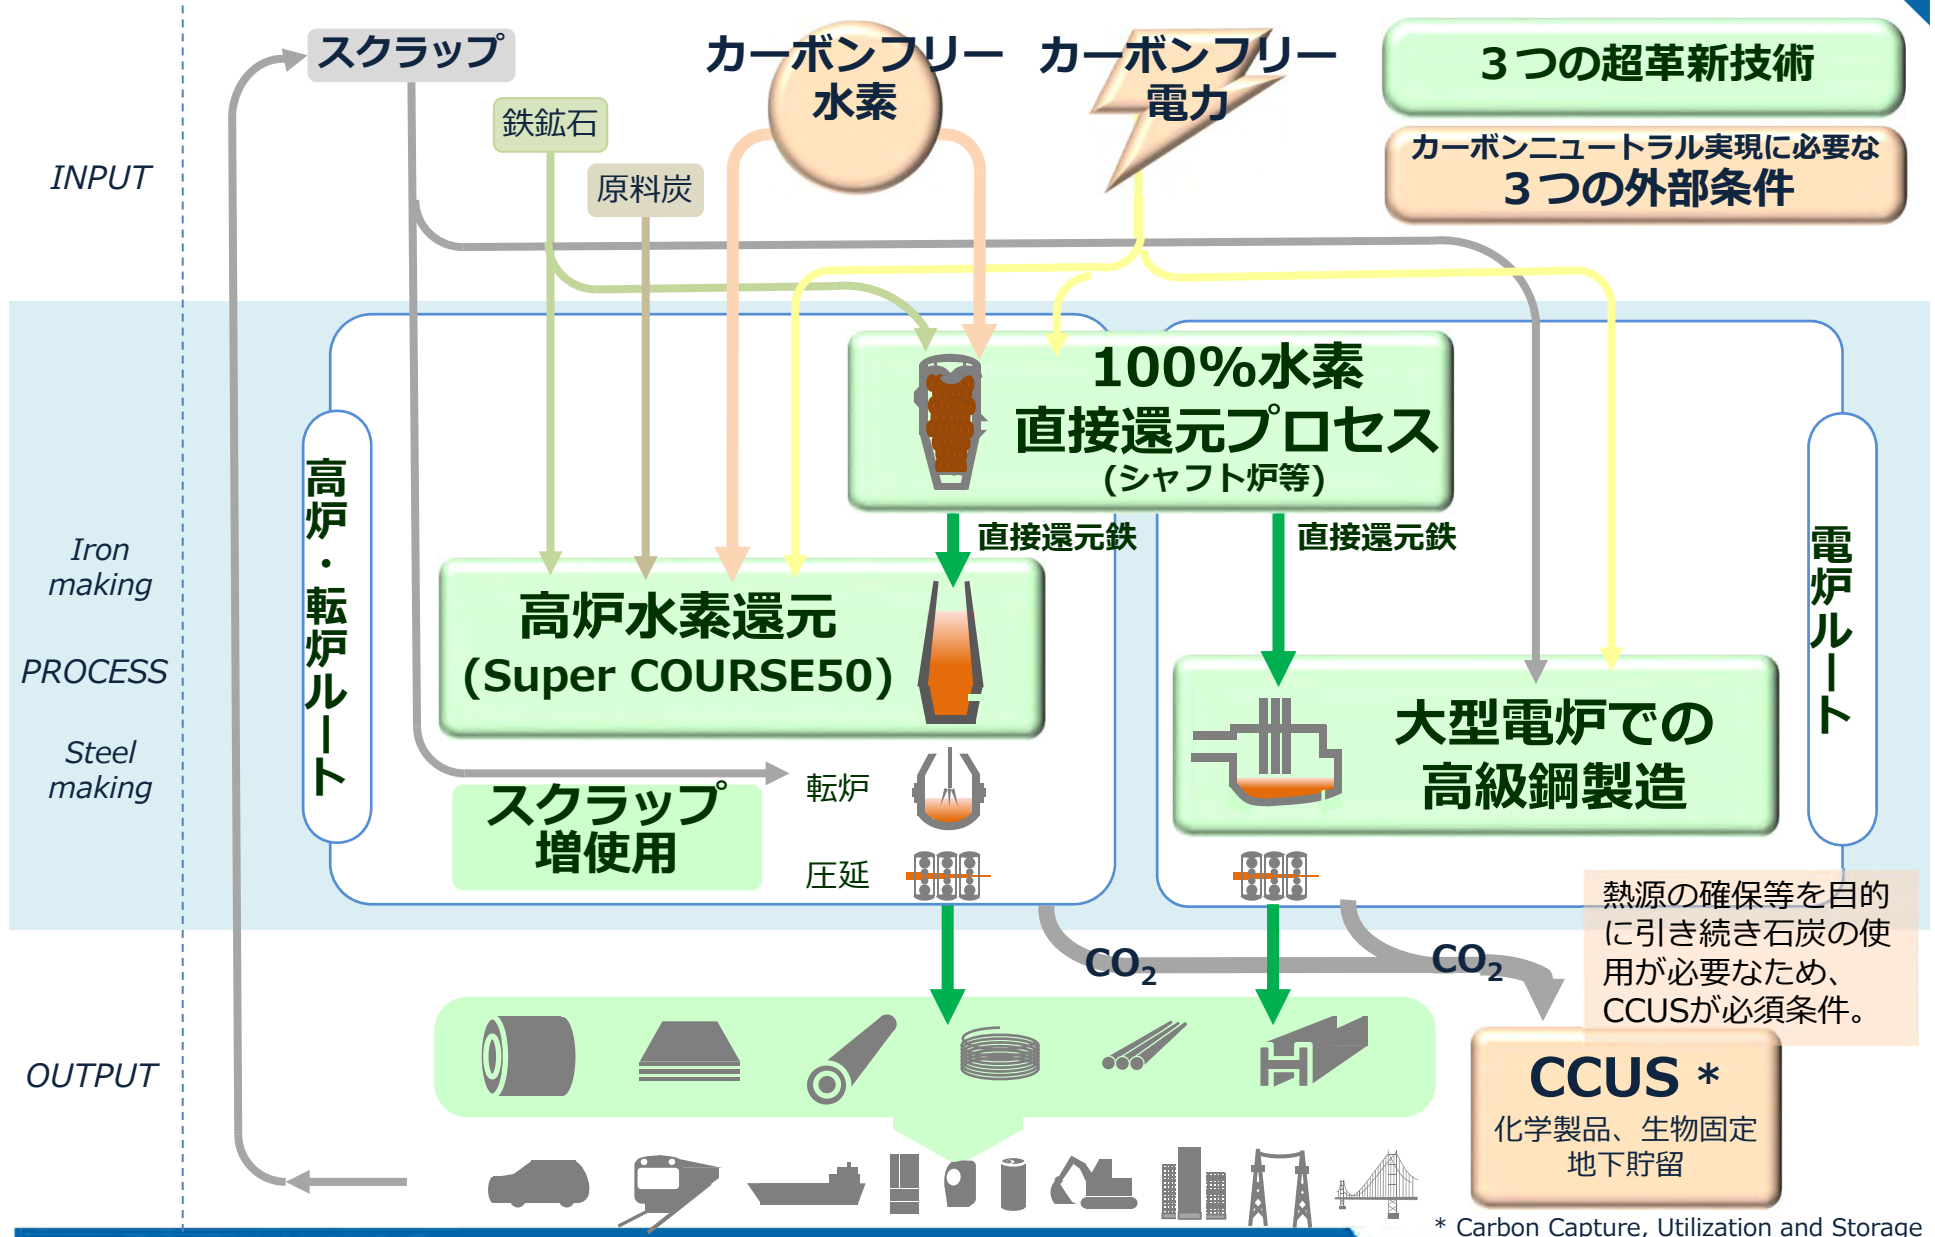 スクラップ
カーボンフリー
水素
カーボンフリー
電力
3つの超革新技術
カーボンニュートラル実現に必要な
3つの外部条件
鉄鉱石
原料炭
INPUT
100%水素
直接還元プロセス
(シャフト炉等)
直接還元鉄
直接還元鉄
高炉・転炉ルート
電炉ルート
Iron
making
PROCESS
Steel
making
高炉水素還元
(Super COURSE50)
大型電炉での
高級鋼製造
スクラップ
増使用
転炉
圧延
熱源の確保等を目的
に引き続き石炭の使
用が必要なため、
CCUSが必須条件。
CO2
CO2
OUTPUT
CCUS *
化学製品、生物固定
地下貯留
* Carbon Capture, Utilization and Storage